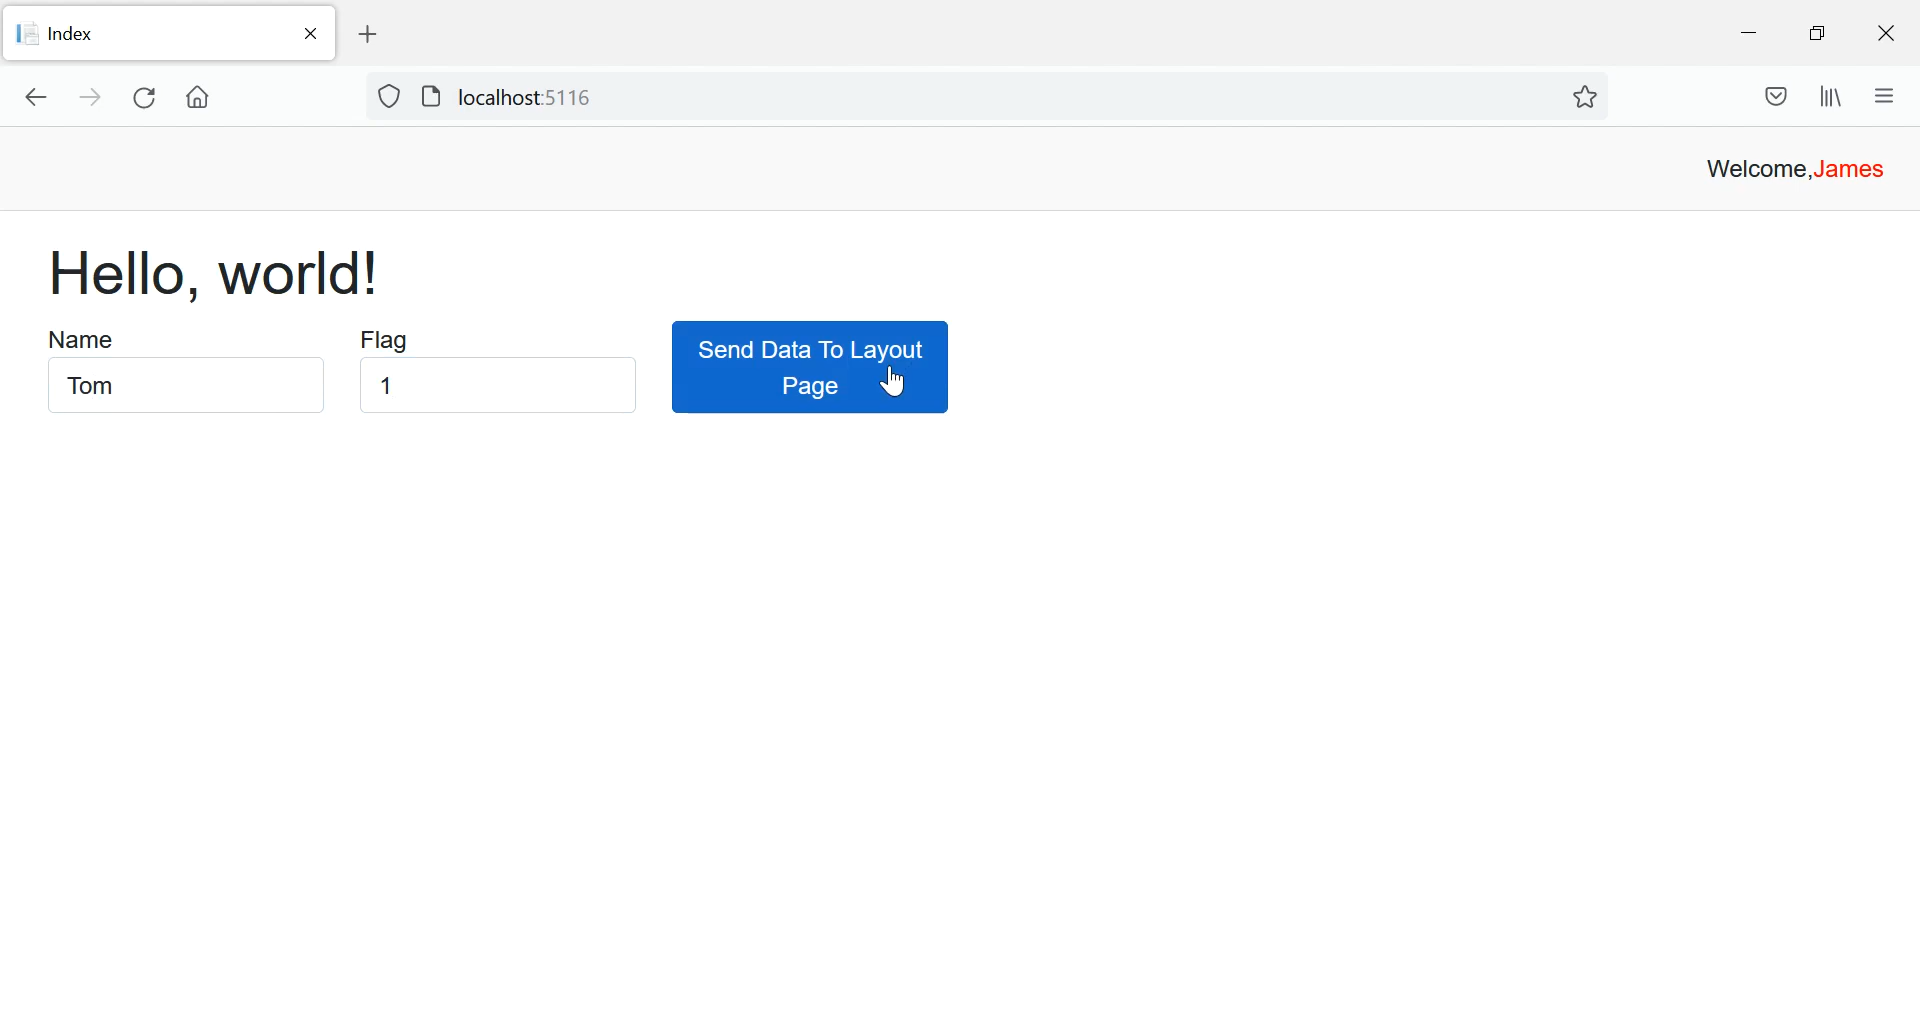 Index
localhost:5116
Welcome,James
Hello, world!
Name
Flag
Tom
1
Send Data To Layout
Page